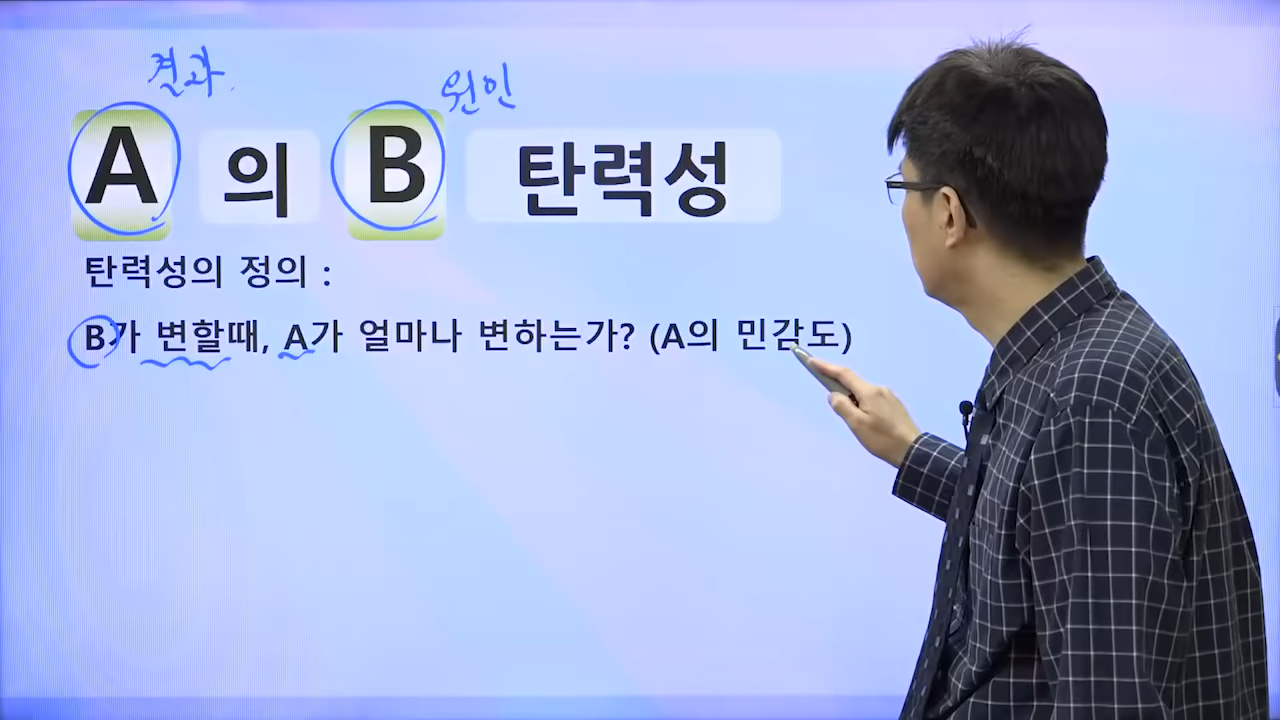 결과.
원인
A 의 B 탄력성
탄력성의 정의 :
B가 변할때, A가 얼마나 변하는가? (A의 민감도)